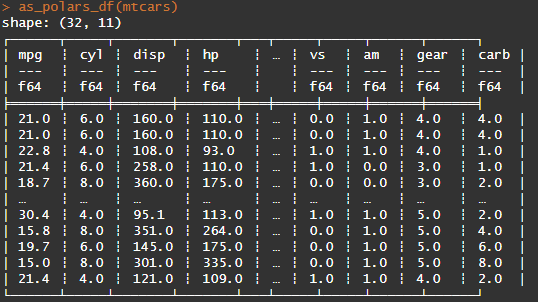 > as_polars_df(mtcars)
shape: (32, 11)
mpg ¦ cyl ¦ disp ¦ hp ¦ … ¦ vs ¦ am ¦ gear ¦ carb
--- ¦ --- ¦ --- ¦ --- ¦ ¦ --- ¦ --- ¦ --- ¦ ---
f64 ¦ f64 ¦ f64 ¦ f64 ¦ ¦ f64 ¦ f64 ¦ f64 ¦ f64
21.0 ¦ 6.0 ¦ 160.0 ¦ 110.0 ¦ … ¦ 0.0 ¦ 1.0 ¦ 4.0 ¦ 4.0
21.0 ¦ 6.0 ¦ 160.0 ¦ 110.0 ¦ … ¦ 0.0 ¦ 1.0 ¦ 4.0 ¦ 4.0
22.8 ¦ 4.0 ¦ 108.0 ¦ 93.0 ¦ … ¦ 1.0 ¦ 1.0 ¦ 4.0 ¦ 1.0
21.4 ¦ 6.0 ¦ 258.0 ¦ 110.0 ¦ … ¦ 1.0 ¦ 0.0 ¦ 3.0 ¦ 1.0
18.7 ¦ 8.0 ¦ 360.0 ¦ 175.0 ¦ … ¦ 0.0 ¦ 0.0 ¦ 3.0 ¦ 2.0
… ¦ … ¦ … ¦ … ¦ … ¦ … ¦ … ¦ … ¦ …
30.4 ¦ 4.0 ¦ 95.1 ¦ 113.0 ¦ … ¦ 1.0 ¦ 1.0 ¦ 5.0 ¦ 2.0
15.8 ¦ 8.0 ¦ 351.0 ¦ 264.0 ¦ … ¦ 0.0 ¦ 1.0 ¦ 5.0 ¦ 4.0
19.7 ¦ 6.0 ¦ 145.0 ¦ 175.0 ¦ … ¦ 0.0 ¦ 1.0 ¦ 5.0 ¦ 6.0
15.0 ¦ 8.0 ¦ 301.0 ¦ 335.0 ¦ … ¦ 0.0 ¦ 1.0 ¦ 5.0 ¦ 8.0
21.4 ¦ 4.0 ¦ 121.0 ¦ 109.0 ¦ … ¦ 1.0 ¦ 1.0 ¦ 4.0 ¦ 2.0